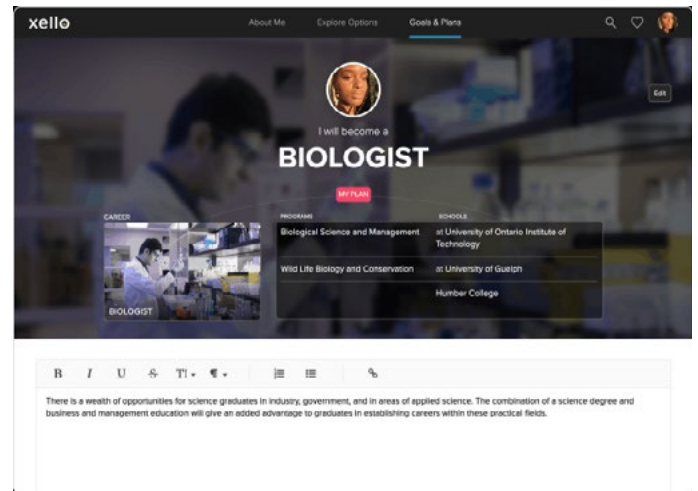 xello
About Me
Explore Options
Goals & Plans
Edit
I will become a
BIOLOGIST
MY PLAN
CAREER
BIOLOGIST
PROGRAMS
SCHOOLS
Biological Science and Management
at University of Ontario Institute of
Technology
Wild Life Biology and Conservation
at University of Guelph
Humber College
B I U S T! ¶
There is a wealth of opportunities for science graduates in industry, government, and in areas of applied science. The combination of a science degree and
business and management education will give an added advantage to graduates in establishing careers within these practical fields.